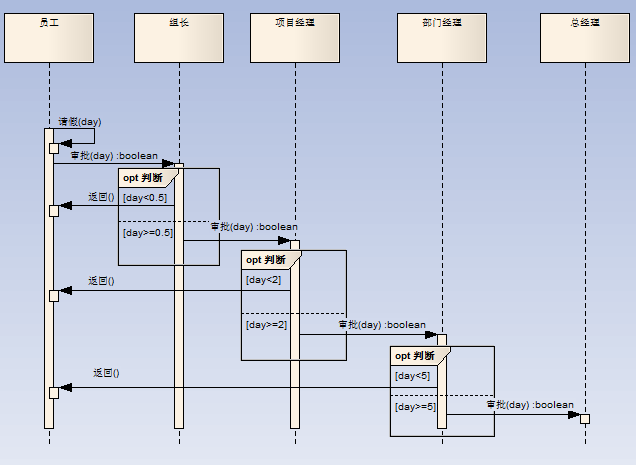 员工
组长
项目经理
部门经理
总经理
请假(day)
审批(day) :boolean
opt 判断
返回()
[day<0.5]
[day>=0.5]
审批(day) :boolean
opt 判断
返回()
[day<2]
[day>=2]
审批(day) :boolean
opt 判断
返回()
[day<5]
[day>=5]
审批(day) :boolean